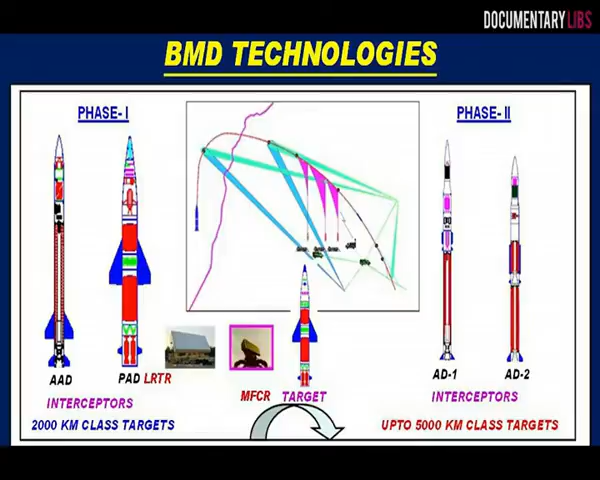 DOCUMENTARY LIBS
BMD TECHNOLOGIES
PHASE- I
PHASE- II
AAD
PAD LRTR
MFCR
TARGET
AD-1
AD-2
INTERCEPTORS
INTERCEPTORS
2000 KM CLASS TARGETS
UPTO 5000 KM CLASS TARGETS